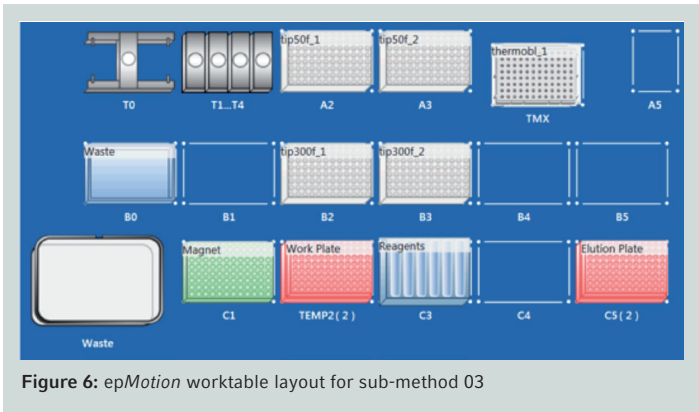 tip50f_1 tip50f_2
thermobl_1
T0 T1...T4 A2 A3 TMX A5
Waste tip300f_1 tip300f_2
B0 B1 B2 B3 B4 B5
Magnet Work Plate Reagents Elution Plate
C1 TEMP2 ( 2 ) C3 C4 C5 ( 2 )
Waste
Figure 6: epMotion worktable layout for sub-method 03